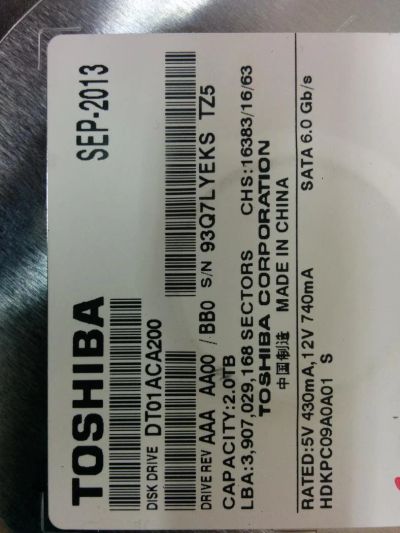 TOSHIBA SEP-2013
DISK DRIVE DT01ACA200
DRIVE REV AAA AA00 / BB0 S/N 93Q7LYEKS TZ5
CAPACITY:2.0TB
LBA:3,907,029,168 SECTORS CHS:16383/16/63
TOSHIBA CORPORATION
中国制造 MADE IN CHINA
RATED:5V 430mA,12V 740mA SATA 6.0 Gb/s
HDKPC09A0A01 S